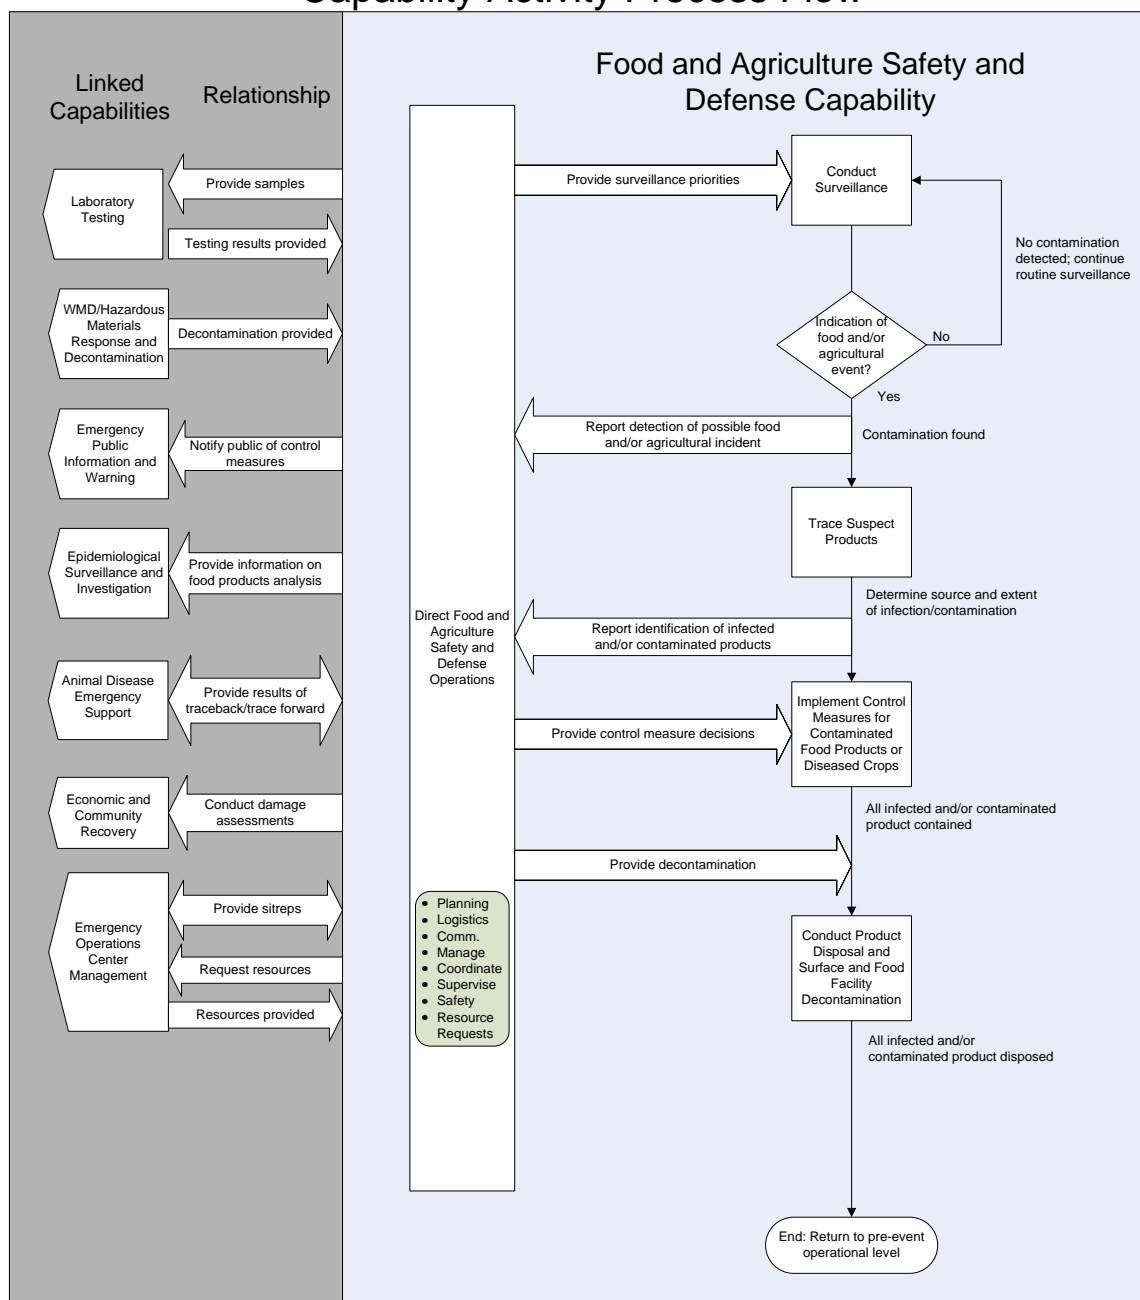 Capability Activity Process Flow
Linked
Capabilities
Relationship
Food and Agriculture Safety and
Defense Capability
Laboratory
Testing
Provide samples
Testing results provided
WMD/Hazardous
Materials
Response and
Decontamination
Decontamination provided
Emergency
Public
Information and
Warning
Notify public of control
measures
Epidemiological
Surveillance and
Investigation
Provide information on
food products analysis
Animal Disease
Emergency
Support
Provide results of
traceback/trace forward
Economic and
Community
Recovery
Conduct damage
assessments
Emergency
Operations
Center
Management
Provide sitreps
Request resources
Resources provided
Direct Food and
Agriculture
Safety and
Defense
Operations
• Planning
• Logistics
• Comm.
• Manage
• Coordinate
• Supervise
• Safety
• Resource
Requests
Provide surveillance priorities
Conduct
Surveillance
No contamination
detected; continue
routine surveillance
Indication of
food and/or
agricultural
event?
No
Yes
Report detection of possible food
and/or agricultural incident
Contamination found
Trace Suspect
Products
Determine source and extent
of infection/contamination
Report identification of infected
and/or contaminated products
Provide control measure decisions
Implement Control
Measures for
Contaminated
Food Products or
Diseased Crops
All infected and/or contaminated
product contained
Provide decontamination
Conduct Product
Disposal and
Surface and Food
Facility
Decontamination
All infected and/or
contaminated product disposed
End: Return to pre-event
operational level